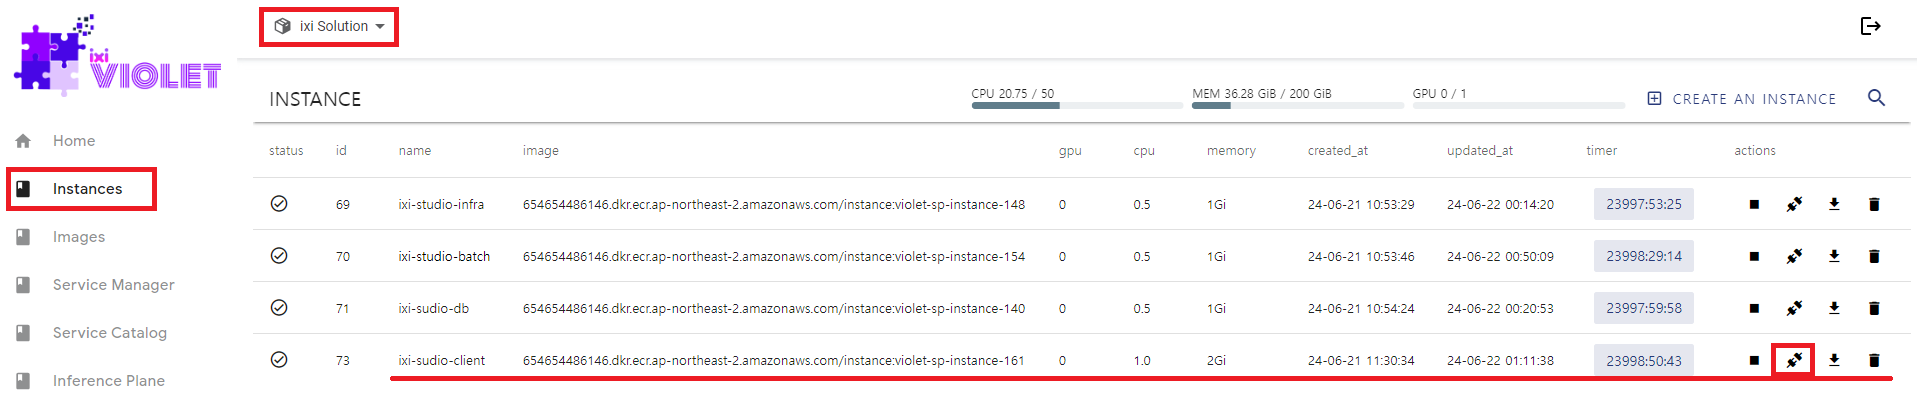 ixi
VIOLET
ixi Solution
Home
Instances
Images
Service Manager
Service Catalog
Inference Plane
INSTANCE
CPU 20.75 / 50
MEM 36.28 GiB / 200 GiB
GPU 0 / 1
CREATE AN INSTANCE
status id name image gpu cpu memory created_at updated_at timer actions
69 ixi-studio-infra 654654486146.dkr.ecr.ap-northeast-2.amazonaws.com/instance:violet-sp-instance-148 0 0.5 1Gi 24-06-21 10:53:29 24-06-22 00:14:20 23997:53:25
70 ixi-studio-batch 654654486146.dkr.ecr.ap-northeast-2.amazonaws.com/instance:violet-sp-instance-154 0 0.5 1Gi 24-06-21 10:53:46 24-06-22 00:50:09 23998:29:14
71 ixi-sudio-db 654654486146.dkr.ecr.ap-northeast-2.amazonaws.com/instance:violet-sp-instance-140 0 0.5 1Gi 24-06-21 10:54:24 24-06-22 00:20:53 23997:59:58
73 ixi-sudio-client 654654486146.dkr.ecr.ap-northeast-2.amazonaws.com/instance:violet-sp-instance-161 0 1.0 2Gi 24-06-21 11:30:34 24-06-22 01:11:38 23998:50:43